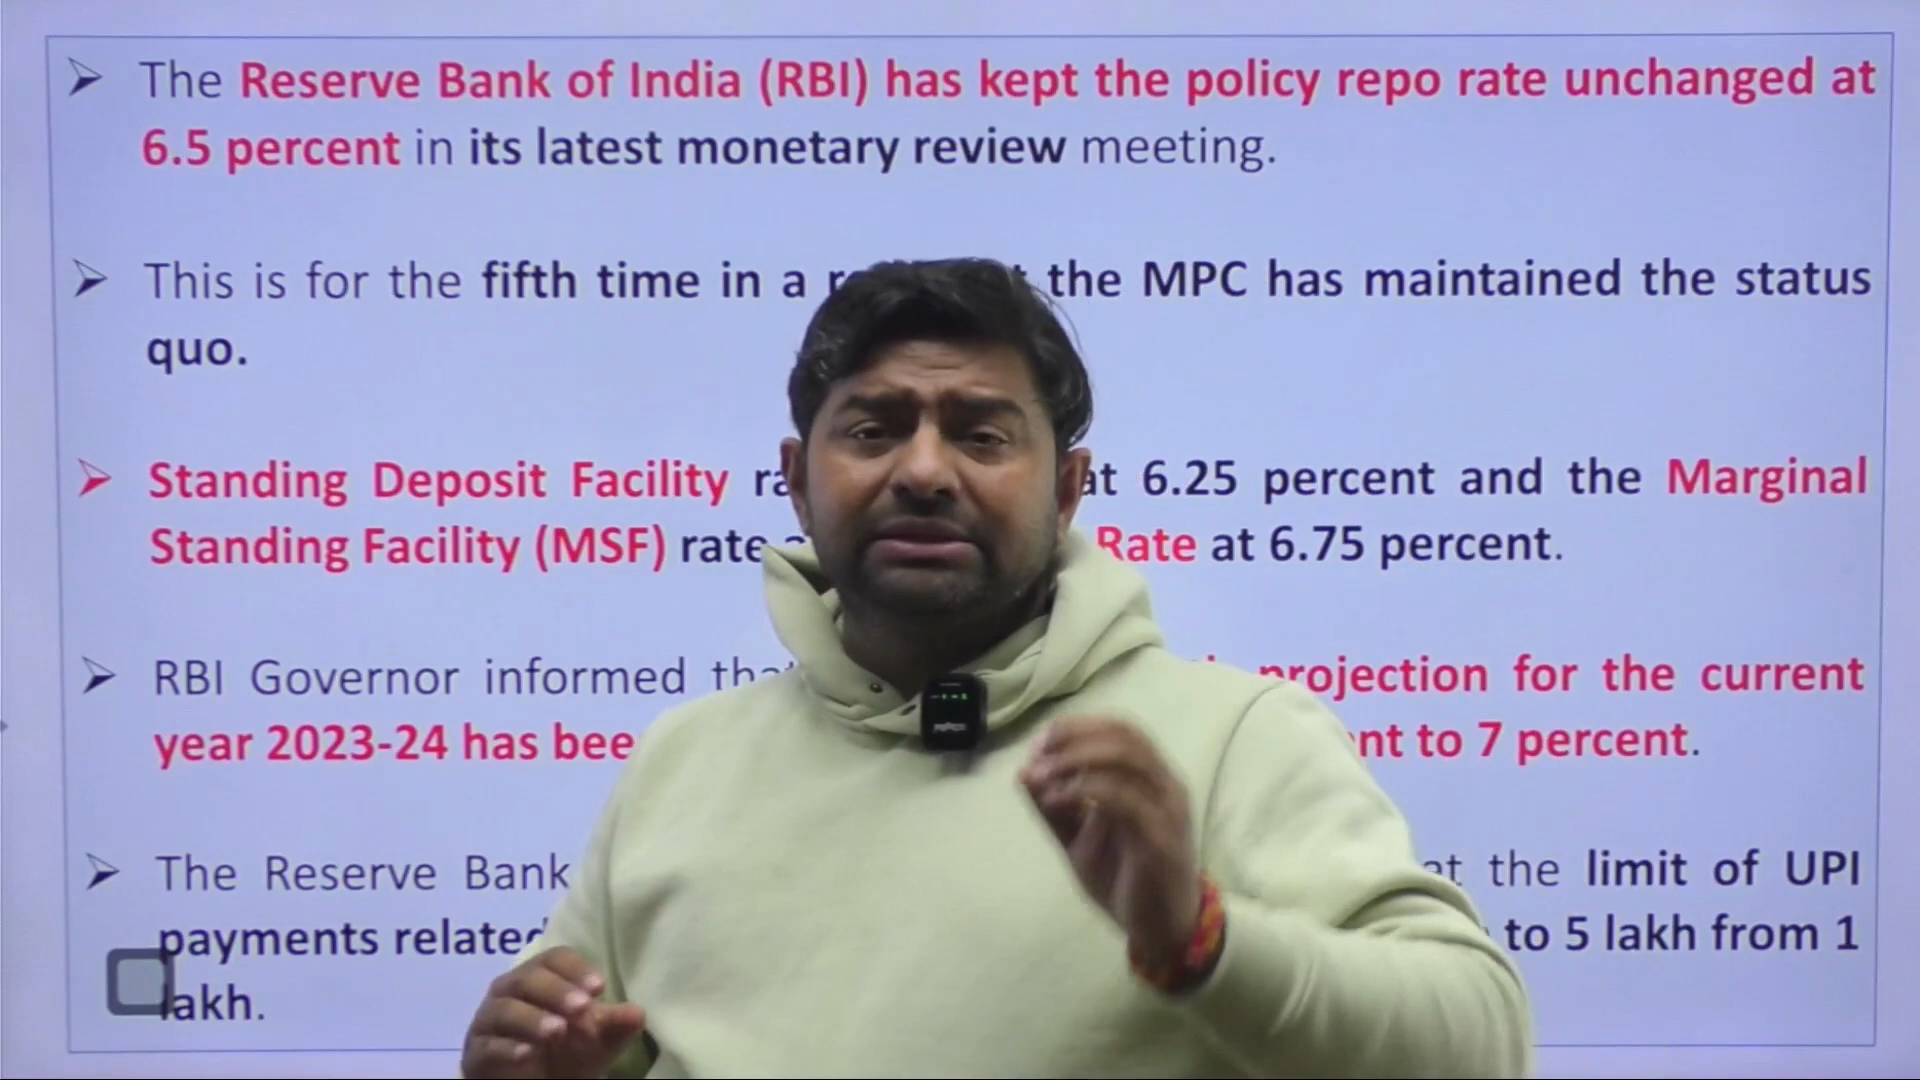 The Reserve Bank of India (RBI) has kept the policy repo rate unchanged at
6.5 percent in its latest monetary review meeting.
This is for the fifth time in a the MPC has maintained the status
quo.
Standing Deposit Facility at 6.25 percent and the Marginal
Standing Facility (MSF) rate Rate at 6.75 percent.
RBI Governor informed projection for the current
year 2023-24 has to 7 percent.
The Reserve Bank the limit of UPI
payments to 5 lakh from 1
lakh.